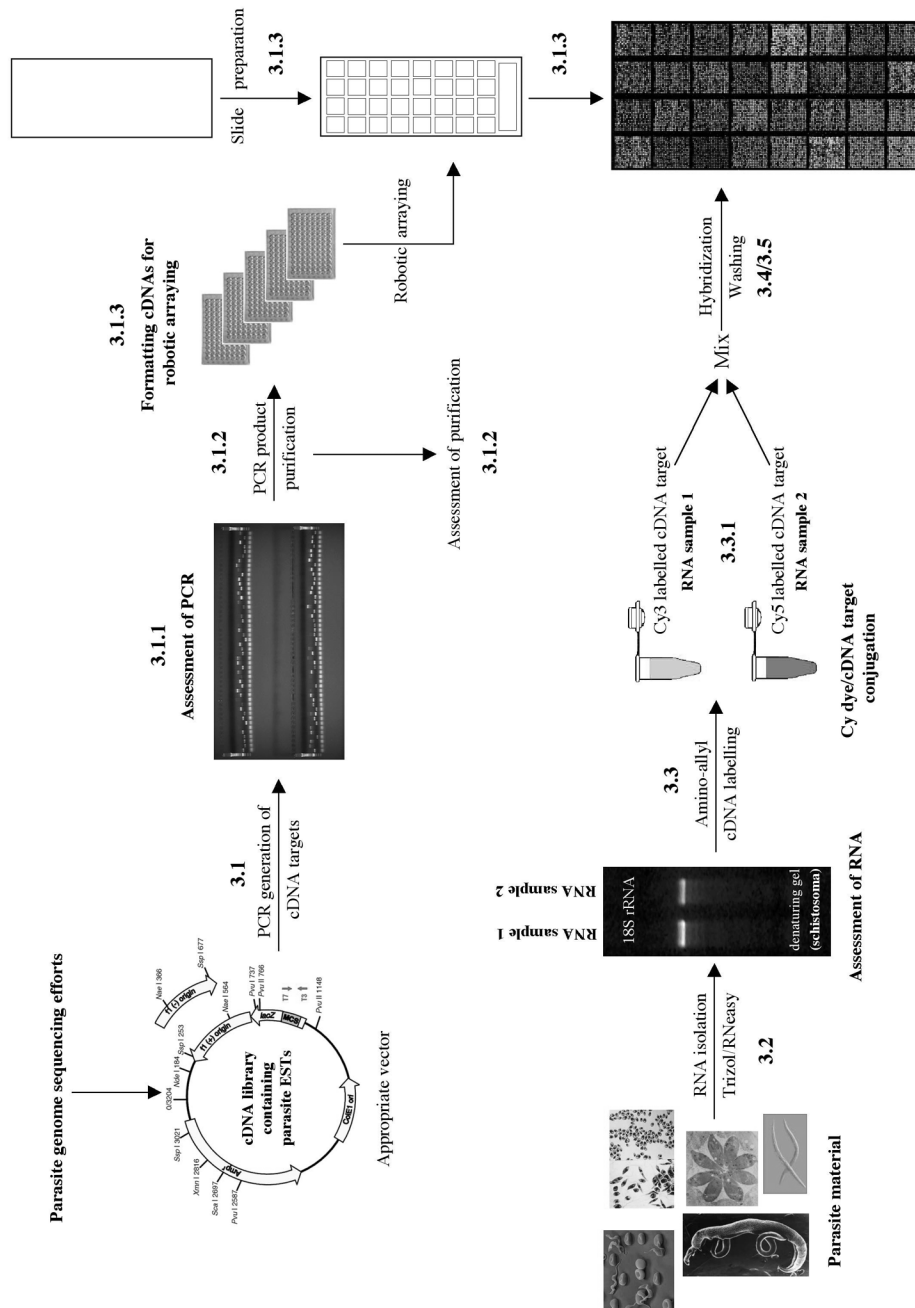 Parasite genome sequencing efforts
f1 (-) origin
Nae I 366
Ssp I 677
0/3204
Nde I 184
Ssp I 253
f1 (+) origin
Nae I 564
Pvu I 737
Pvu II 766
lacZ
MCS
T7
T3
Pvu II 1148
ColE1 ori
Pvu I 2587
Sca I 2697
Xmn I 2816
Ssp I 3021
Ampr
cDNA library
containing
parasite ESTs
Appropriate vector
3.1
PCR generation of
cDNA targets
3.1.1
Assessment of PCR
3.1.2
PCR product
purification
Assessment of purification
3.1.2
3.1.3
Formatting cDNAs for
robotic arraying
Robotic arraying
Slide preparation
3.1.3
3.1.3
Parasite material
RNA isolation
Trizol/RNeasy
3.2
RNA sample 1
RNA sample 2
18S rRNA
denaturing gel
(schistosoma)
Assessment of RNA
3.3
Amino-allyl
cDNA labelling
Cy3 labelled cDNA target
RNA sample 1
3.3.1
Cy5 labelled cDNA target
RNA sample 2
Cy dye/cDNA target
conjugation
Mix
Hybridization
Washing
3.4/3.5